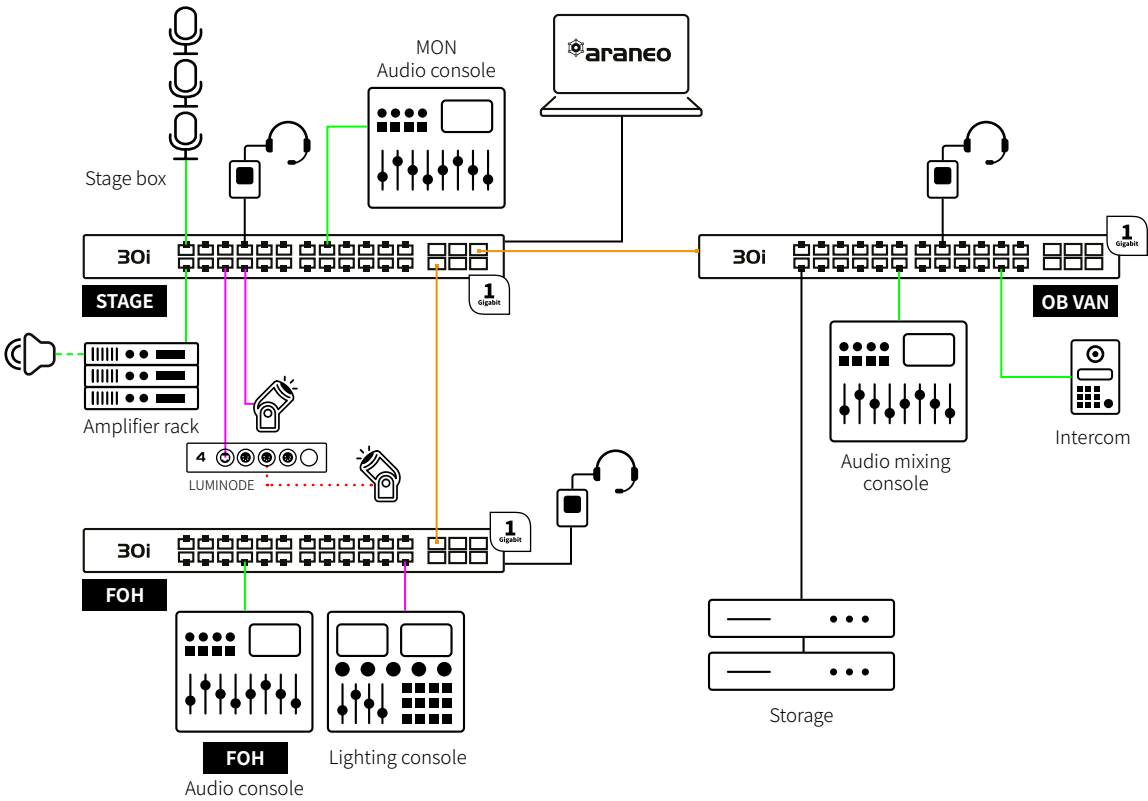 MON
Audio console
araneo
Stage box
30i
30i
1
Gigabit
STAGE
1
Gigabit
OB VAN
Amplifier rack
4
LUMINODE
Audio mixing
console
Intercom
30i
1
Gigabit
FOH
Storage
FOH
Audio console
Lighting console